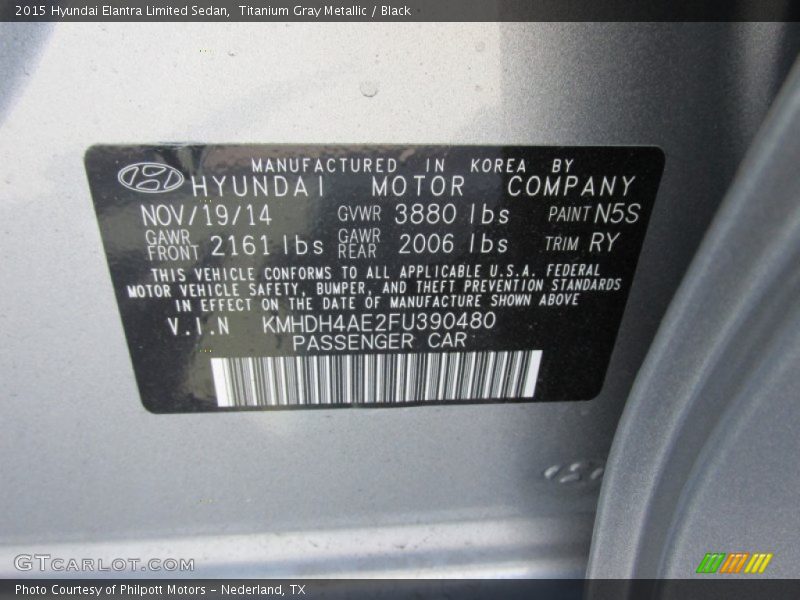 2015 Hyundai Elantra Limited Sedan,  Titanium Gray Metallic / Black
MANUFACTURED IN KOREA BY
HYUNDAI MOTOR COMPANY
NOV/19/14 GVWR 3880 lbs PAINT N5S
GAWR FRONT 2161 lbs GAWR REAR 2006 lbs TRIM RY
THIS VEHICLE CONFORMS TO ALL APPLICABLE U.S.A. FEDERAL
MOTOR VEHICLE SAFETY, BUMPER, AND THEFT PREVENTION STANDARDS
IN EFFECT ON THE DATE OF MANUFACTURE SHOWN ABOVE
V.I.N KMHDH4AE2FU390480
PASSENGER CAR
GTCARLOT.COM
Photo Courtesy of Philpott Motors - Nederland, TX